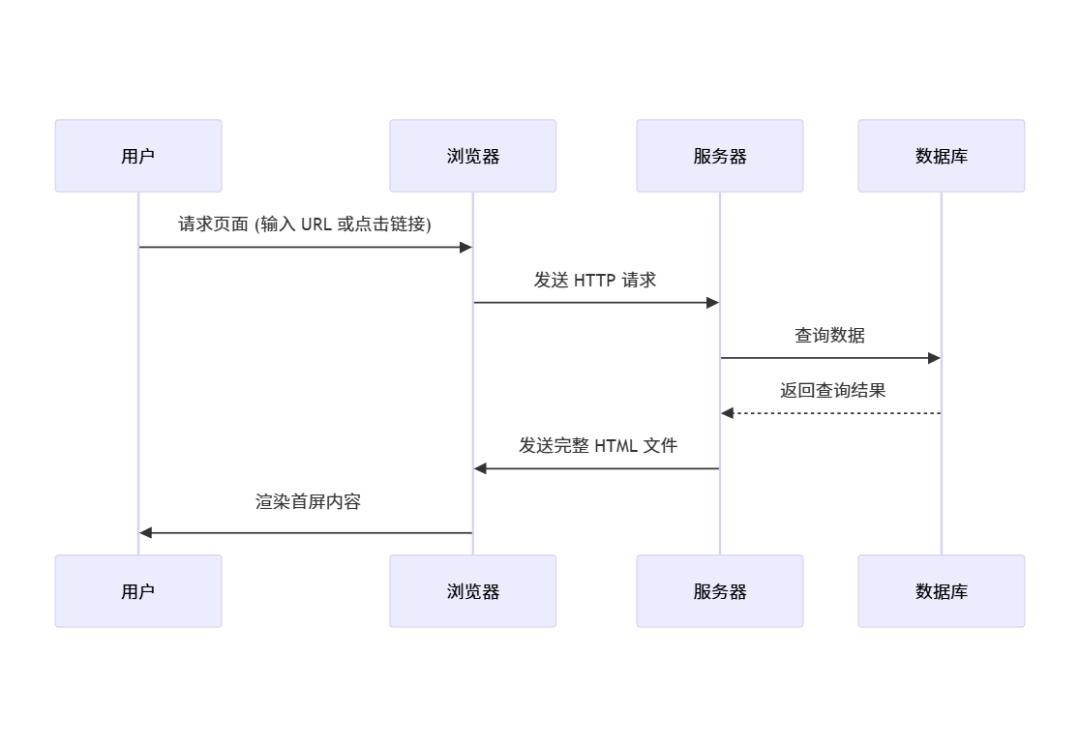 用户
浏览器
服务器
数据库
请求页面 (输入 URL 或点击链接)
发送 HTTP 请求
查询数据
返回查询结果
发送完整 HTML 文件
渲染首屏内容
用户
浏览器
服务器
数据库